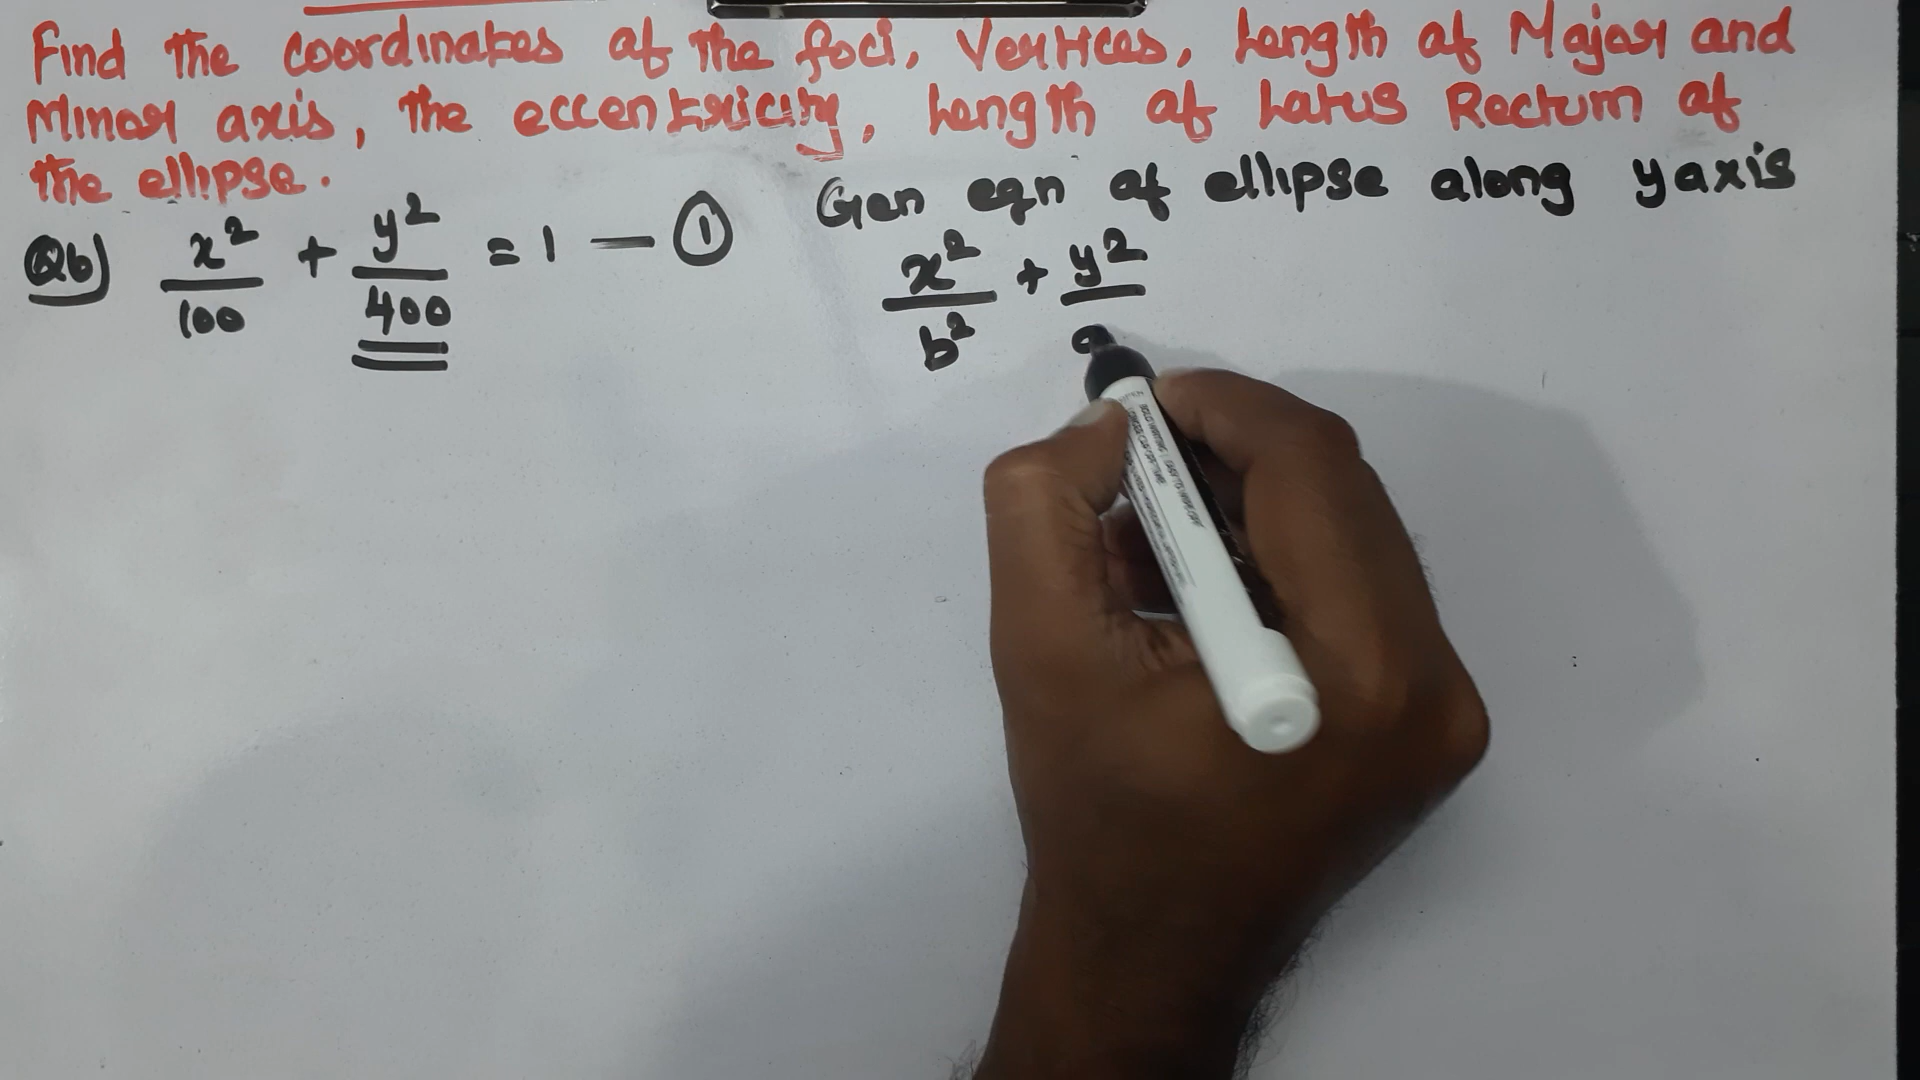 Find the coordinates of the foci, Vertices, length of Major and
Minor axis, the eccentricity, length of Latus Rectum of
the ellipse.
Gen eqn of ellipse along y axis
Q6) x²/100 + y²/400 = 1 — ①
x²/b² + y²/a